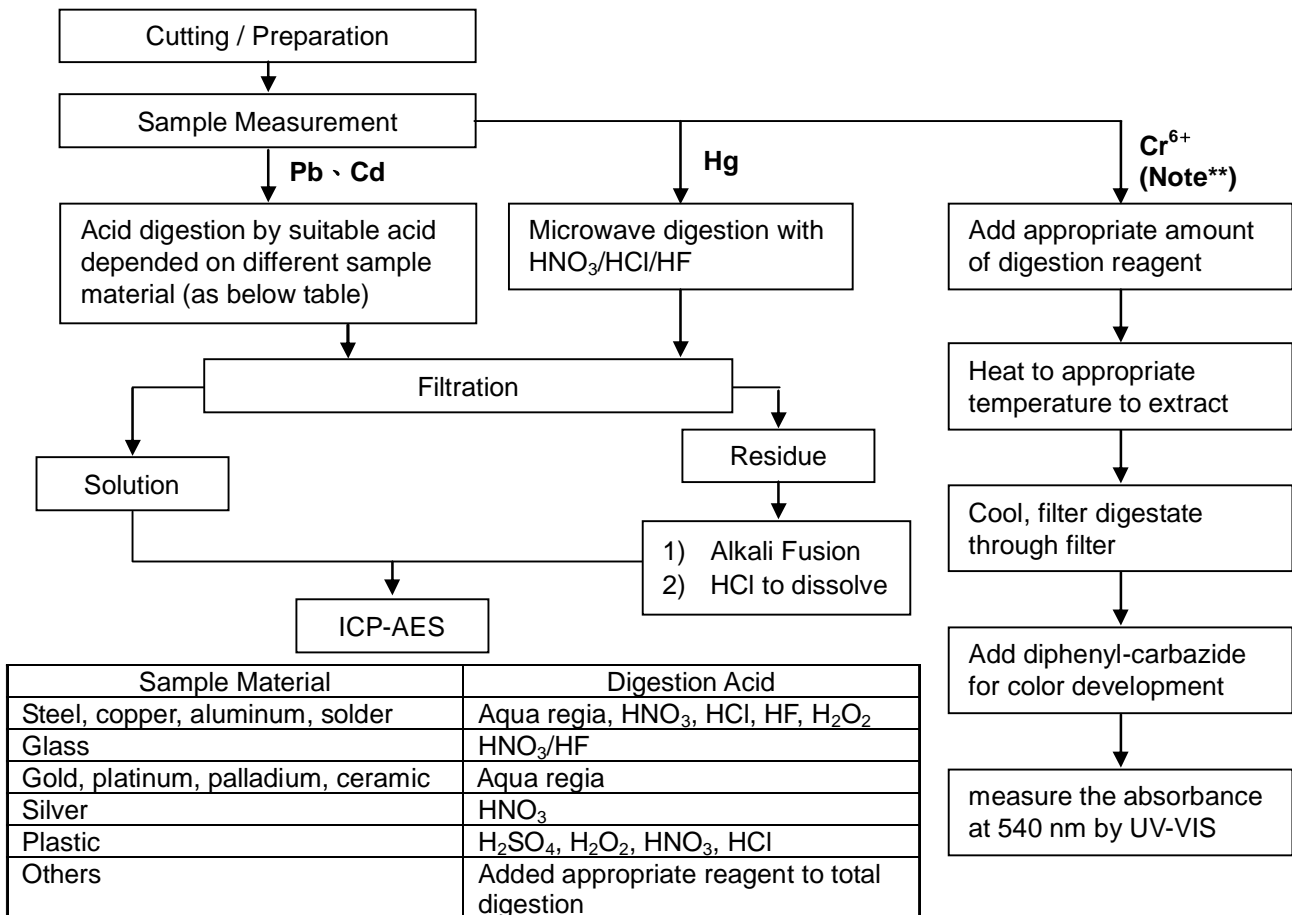 Cutting / Preparation
Sample Measurement
Pb、Cd
Hg
Cr⁶⁺
(Note**)
Acid digestion by suitable acid
depended on different sample
material (as below table)
Microwave digestion with
HNO₃/HCl/HF
Add appropriate amount
of digestion reagent
Filtration
Heat to appropriate
temperature to extract
Solution
Residue
1) Alkali Fusion
2) HCl to dissolve
Cool, filter digestate
through filter
ICP-AES
Add diphenyl-carbazide
for color development
measure the absorbance
at 540 nm by UV-VIS
Sample Material Digestion Acid
Steel, copper, aluminum, solder Aqua regia, HNO₃, HCl, HF, H₂O₂
Glass HNO₃/HF
Gold, platinum, palladium, ceramic Aqua regia
Silver HNO₃
Plastic H₂SO₄, H₂O₂, HNO₃, HCl
Others Added appropriate reagent to total
digestion